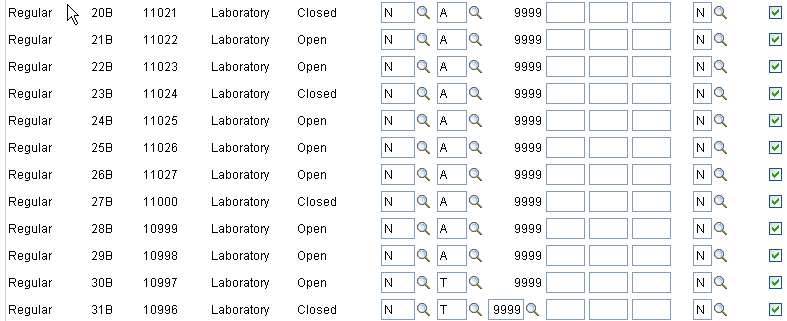 Regular 20B 11021 Laboratory Closed N A 9999 N
Regular 21B 11022 Laboratory Open N A 9999 N
Regular 22B 11023 Laboratory Open N A 9999 N
Regular 23B 11024 Laboratory Closed N A 9999 N
Regular 24B 11025 Laboratory Open N A 9999 N
Regular 25B 11026 Laboratory Open N A 9999 N
Regular 26B 11027 Laboratory Open N A 9999 N
Regular 27B 11000 Laboratory Closed N A 9999 N
Regular 28B 10999 Laboratory Open N A 9999 N
Regular 29B 10998 Laboratory Open N A 9999 N
Regular 30B 10997 Laboratory Open N T 9999 N
Regular 31B 10996 Laboratory Closed N T 9999 N